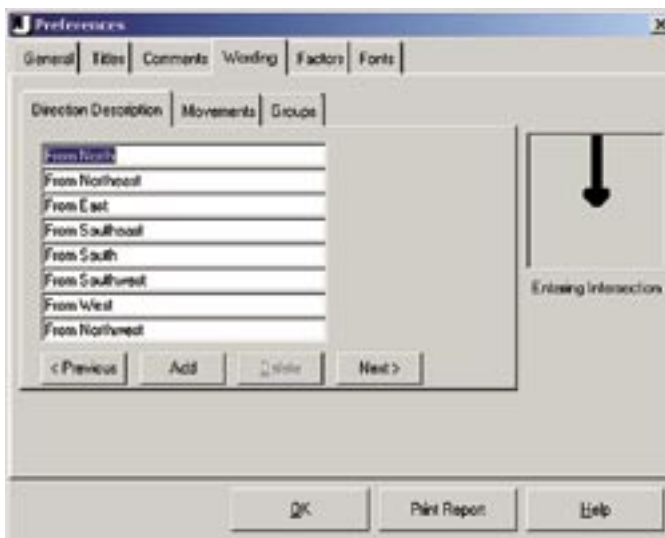 Preferences
General Titles Comments Wording Factors Fonts
Direction Description Movements Groups
From North
From Northeast
From East
From Southeast
From South
From Southwest
From West
From Northwest
Entering Intersection
< Previous Add Delete Next >
OK Print Report Help